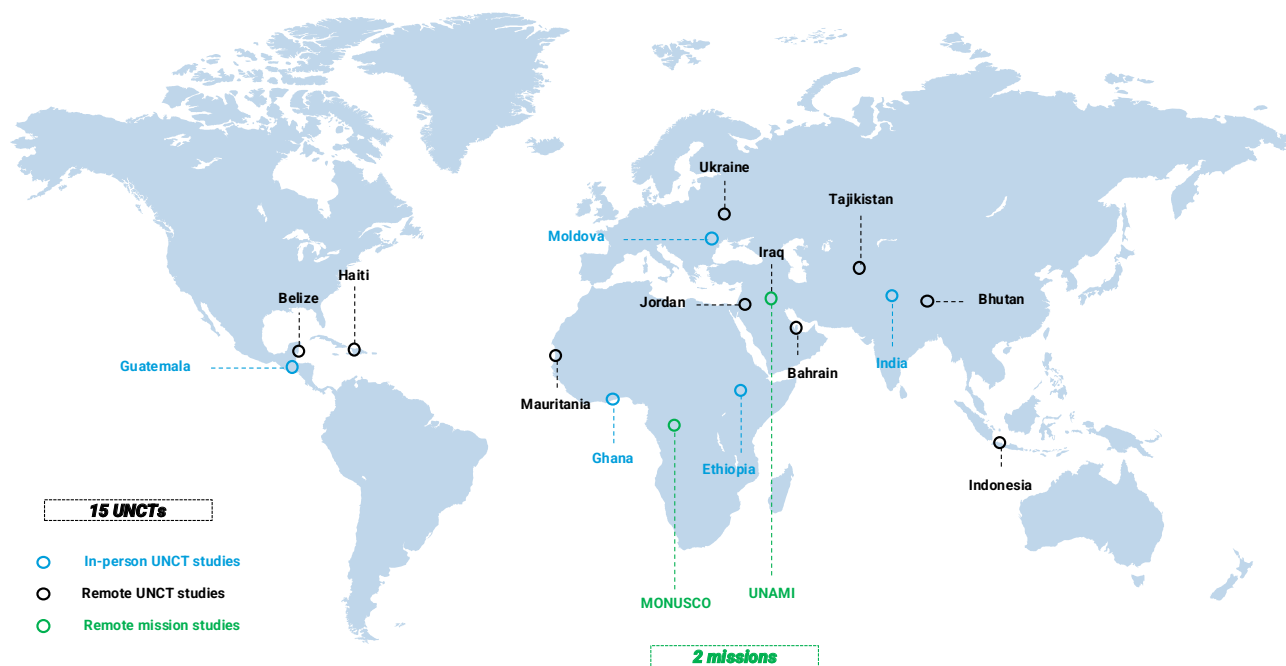 Ukraine
Tajikistan
Moldova
Iraq
Haiti
Belize
Jordan
Bhutan
Guatemala
India
Bahrain
Mauritania
Ghana
Ethiopia
Indonesia
15 UNCTs
In-person UNCT studies
Remote UNCT studies
Remote mission studies
MONUSCO
UNAMI
2 missions